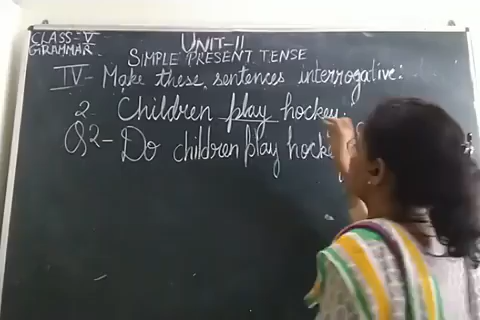 CLASS-V
GRAMMAR
UNIT-11
SIMPLE PRESENT TENSE
IV- Make these sentences interrogative:
2 Children play hockey.
Q2- Do children play